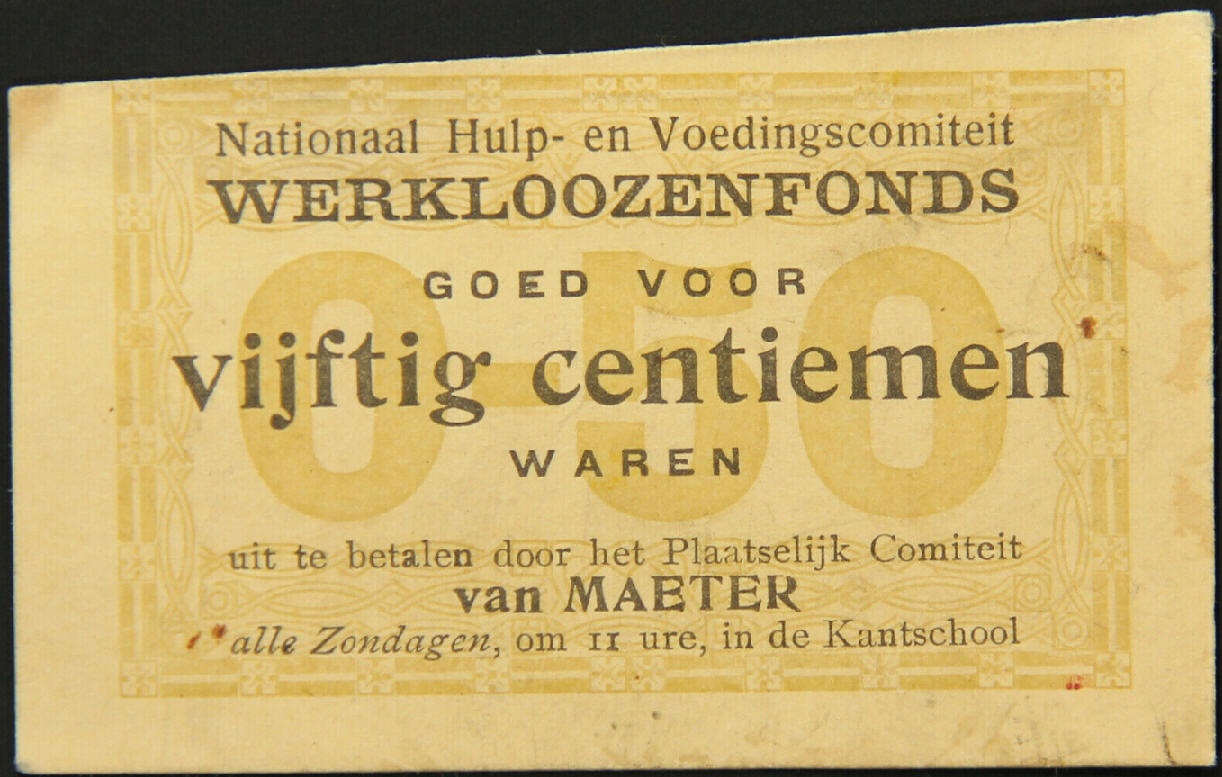 Nationaal Hulp- en Voedingscomiteit
WERKLOOZENFONDS
0-50
GOED VOOR
vijftig centiemen
WAREN
uit te betalen door het Plaatselijk Comiteit
van MAETER
alle Zondagen, om 11 ure, in de Kantschool